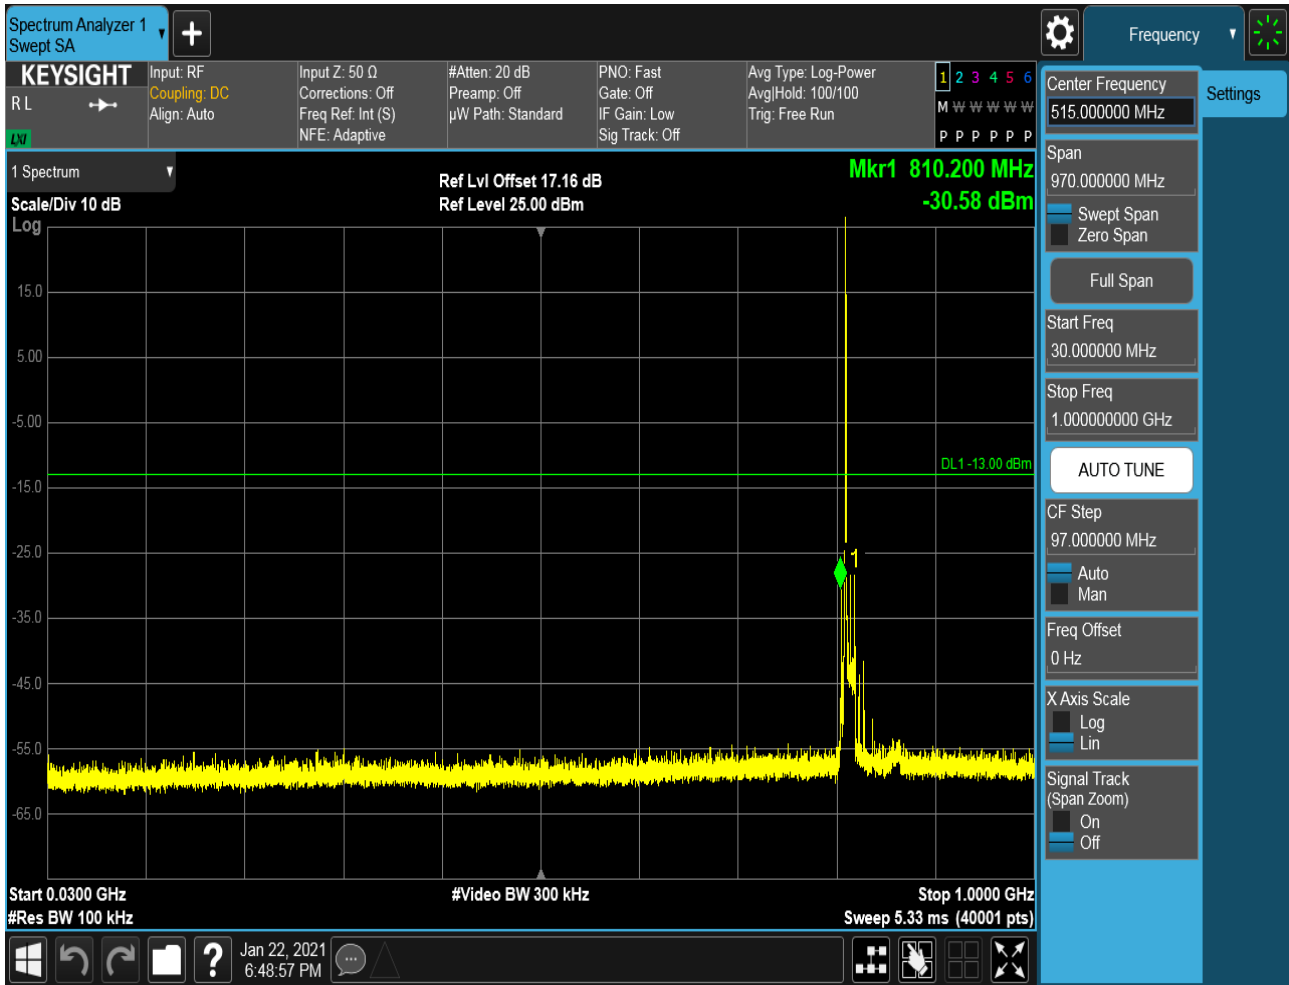 Spectrum Analyzer 1
Swept SA
+
Frequency
KEYSIGHT
R L
LXI
Input: RF
Coupling: DC
Align: Auto
Input Z: 50 Ω
Corrections: Off
Freq Ref: Int (S)
NFE: Adaptive
#Atten: 20 dB
Preamp: Off
µW Path: Standard
PNO: Fast
Gate: Off
IF Gain: Low
Sig Track: Off
Avg Type: Log-Power
Avg|Hold: 100/100
Trig: Free Run
1 2 3 4 5 6
M W W W W W
P P P P P P
1 Spectrum
Scale/Div 10 dB
Log
Ref Lvl Offset 17.16 dB
Ref Level 25.00 dBm
Mkr1 810.200 MHz
-30.58 dBm
15.0
5.00
-5.00
DL1 -13.00 dBm
-15.0
-25.0
1
-35.0
-45.0
-55.0
-65.0
Start 0.0300 GHz
#Res BW 100 kHz
#Video BW 300 kHz
Stop 1.0000 GHz
Sweep 5.33 ms (40001 pts)
Center Frequency
515.000000 MHz
Settings
Span
970.000000 MHz
Swept Span
Zero Span
Full Span
Start Freq
30.000000 MHz
Stop Freq
1.000000000 GHz
AUTO TUNE
CF Step
97.000000 MHz
Auto
Man
Freq Offset
0 Hz
X Axis Scale
Log
Lin
Signal Track
(Span Zoom)
On
Off
?
Jan 22, 2021
6:48:57 PM